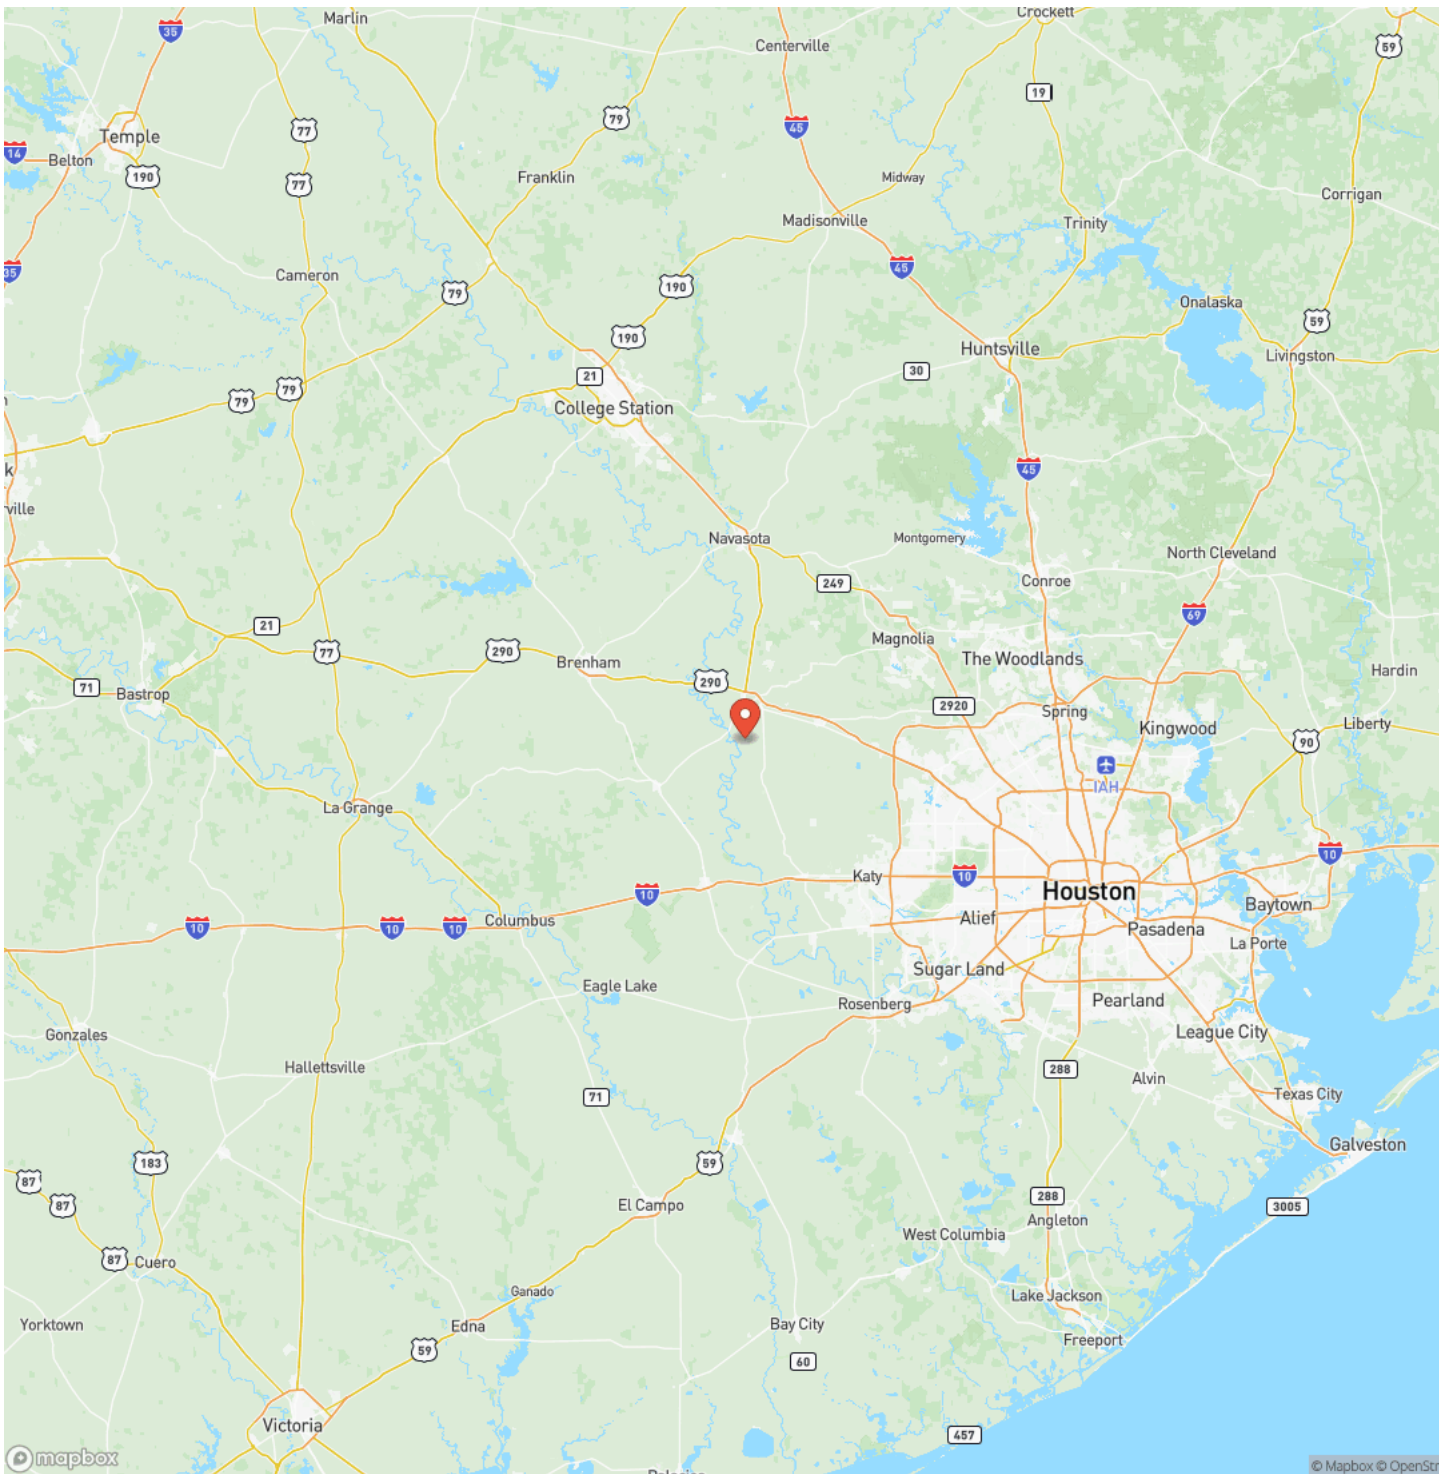 Marlin
Crockett
35
Centerville
59
19
77
79
45
Temple
14
Belton
190
77
Franklin
Midway
Corrigan
Madisonville
Trinity
35
Cameron
45
79
190
Onalaska
59
190
Huntsville
Livingston
30
21
79
79
College Station
k
45
ville
Navasota
Montgomery
North Cleveland
249
Conroe
69
21
Magnolia
77
290
Brenham
The Woodlands
Hardin
71
Bastrop
290
2920
Spring
Liberty
Kingwood
90
IAH
La Grange
10
Katy
10
10
Houston
Baytown
10
10
10
Columbus
Alief
Pasadena
La Porte
Sugar Land
Eagle Lake
Rosenberg
Pearland
League City
Gonzales
Hallettsville
288
Alvin
71
Texas City
Galveston
183
59
87
87
288
El Campo
3005
Angleton
West Columbia
87
Cuero
Ganado
Lake Jackson
Yorktown
Edna
Bay City
Freeport
59
60
Victoria
457
mapbox
© Mapbox © OpenStr